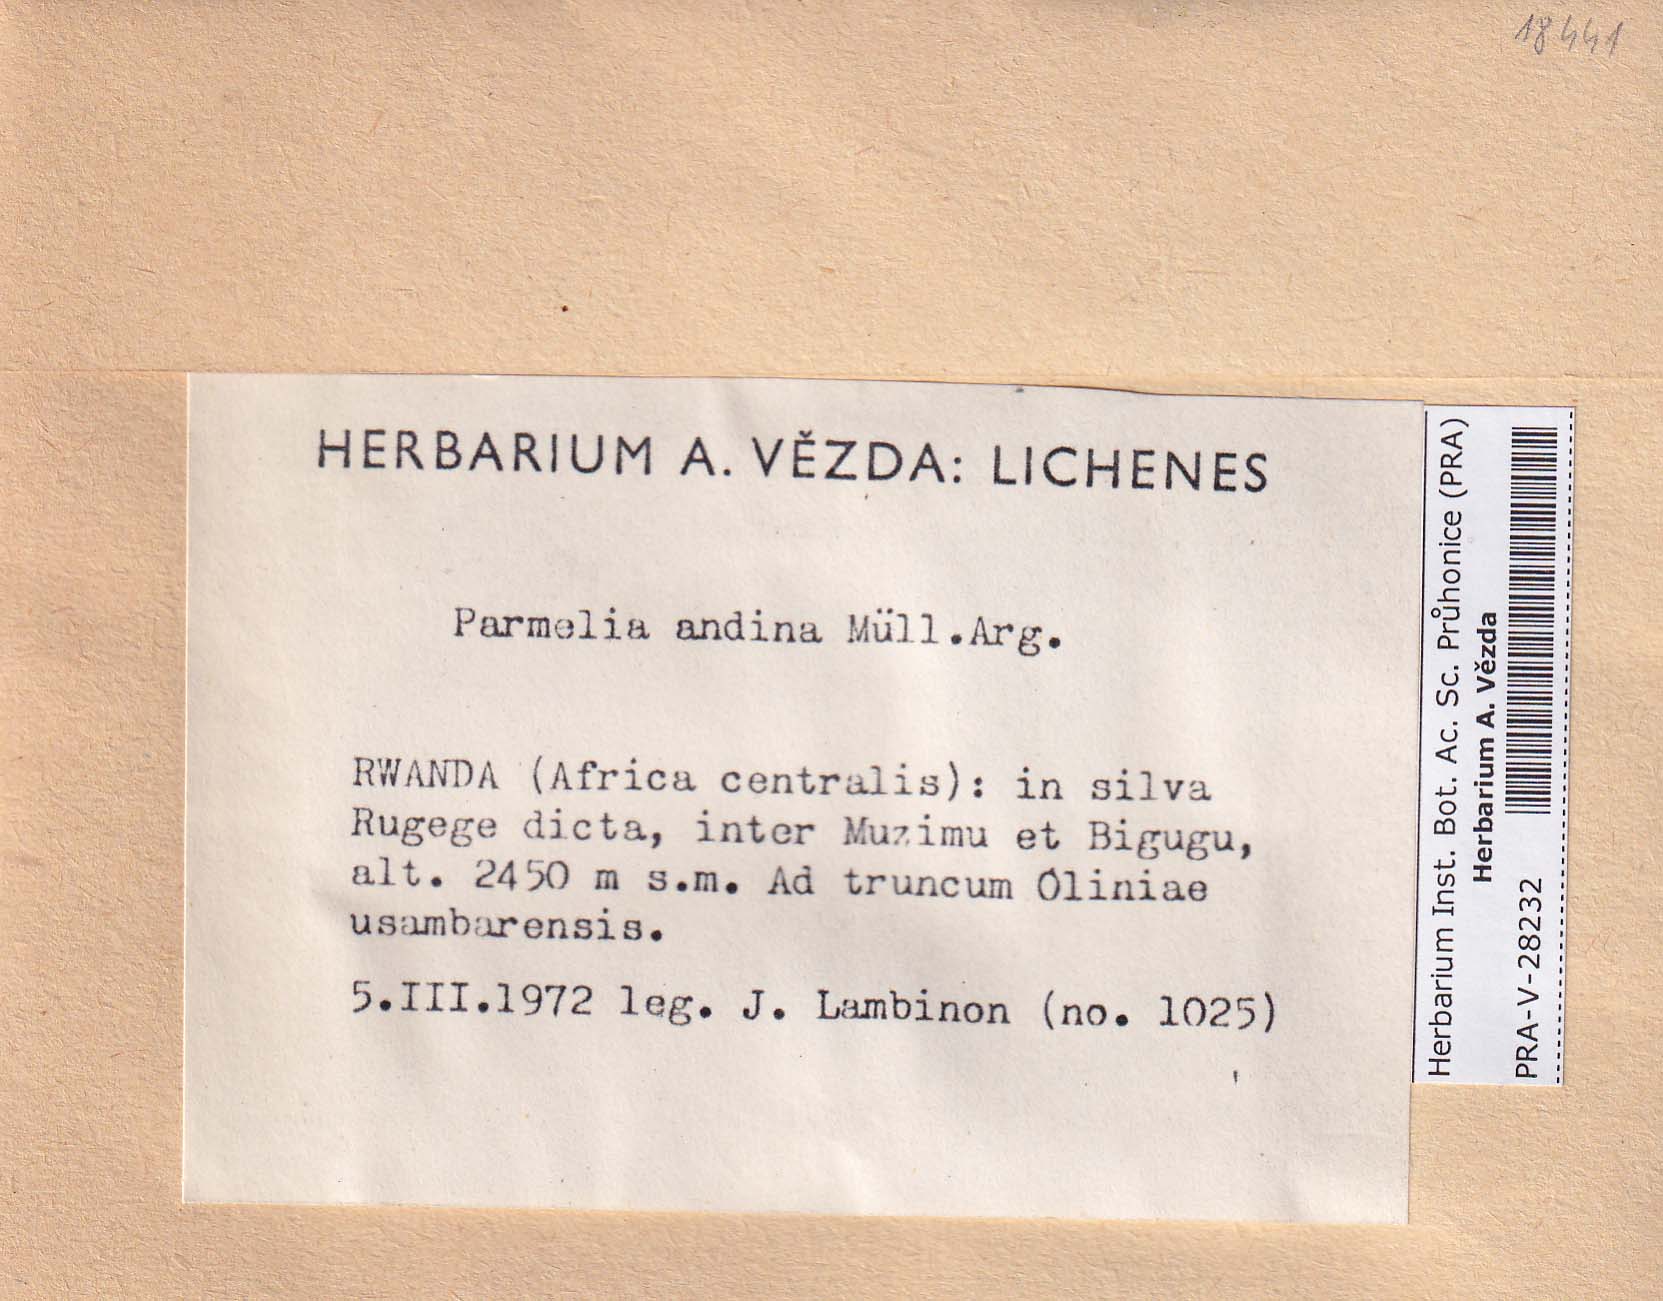 18441
HERBARIUM A. VĚZDA: LICHENES
Parmelia andina Müll.Arg.
RWANDA (Africa centralis): in silva
Rugege dicta, inter Muzimu et Bigugu,
alt. 2450 m s.m. Ad truncum Oliniae
usambarensis.
5.III.1972 leg. J. Lambinon (no. 1025)
Herbarium Inst. Bot. Ac. Sc. Průhonice (PRA)
Herbarium A. Vězda
PRA-V-28232